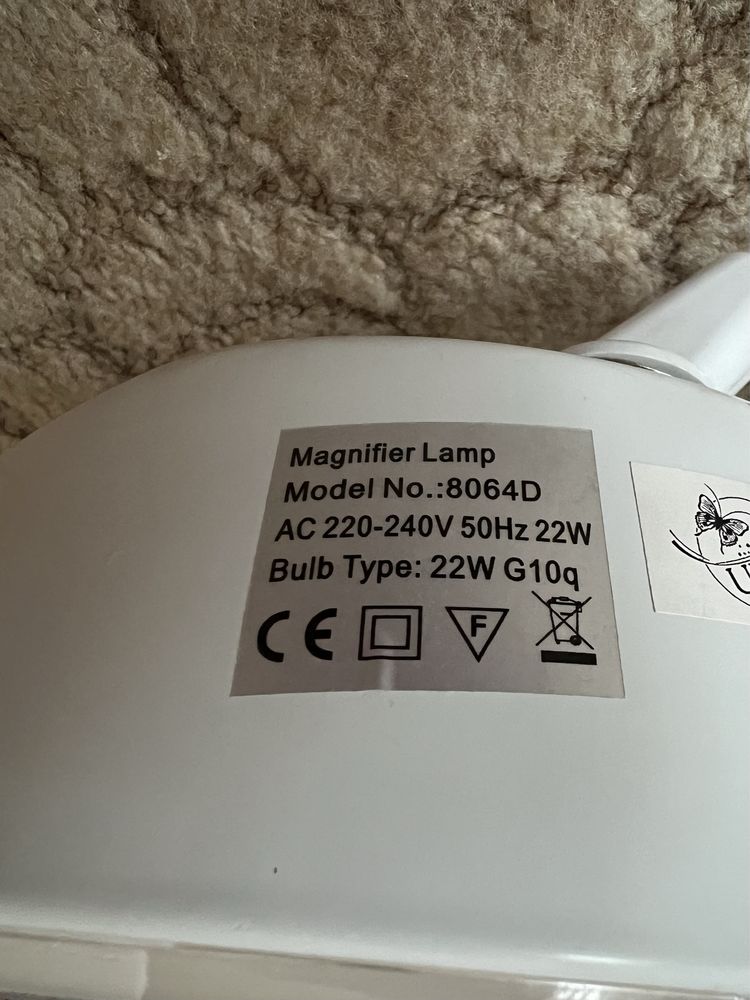 Magnifier Lamp
Model No.:8064D
AC 220-240V 50Hz 22W
Bulb Type: 22W G10q
CE F